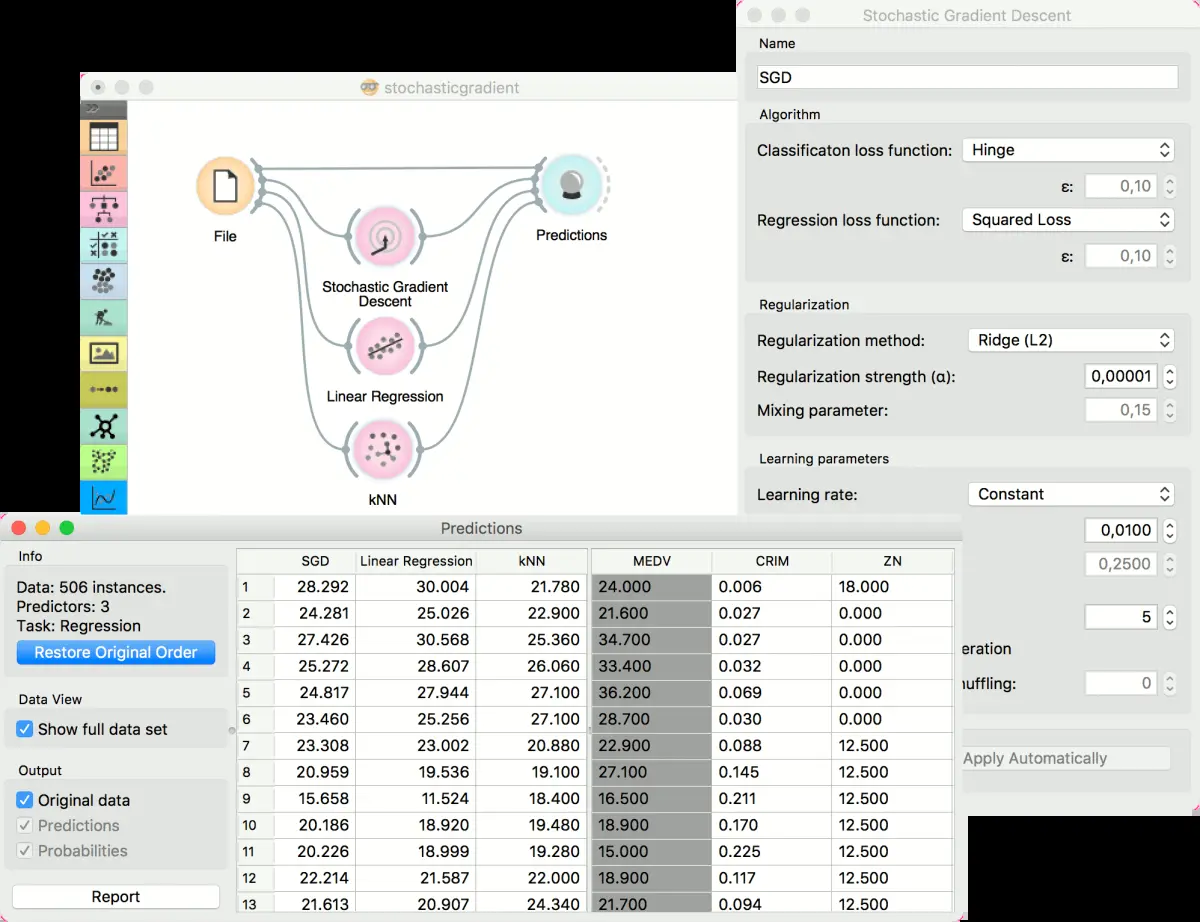 Stochastic Gradient Descent
Name
SGD
Algorithm
Classificaton loss function: Hinge
ε: 0,10
Regression loss function: Squared Loss
ε: 0,10
Regularization
Regularization method: Ridge (L2)
Regularization strength (α): 0,00001
Mixing parameter: 0,15
Learning parameters
Learning rate: Constant
0,0100
0,2500
5
eration
uffling: 0
Apply Automatically
stochasticgradient
File
Predictions
Stochastic Gradient
Descent
Linear Regression
kNN
Predictions
Info
Data: 506 instances.
Predictors: 3
Task: Regression
Restore Original Order
Data View
Show full data set
Output
Original data
Predictions
Probabilities
Report
SGD Linear Regression kNN MEDV CRIM ZN
1 28.292 30.004 21.780 24.000 0.006 18.000
2 24.281 25.026 22.900 21.600 0.027 0.000
3 27.426 30.568 25.360 34.700 0.027 0.000
4 25.272 28.607 26.060 33.400 0.032 0.000
5 24.817 27.944 27.100 36.200 0.069 0.000
6 23.460 25.256 27.100 28.700 0.030 0.000
7 23.308 23.002 20.880 22.900 0.088 12.500
8 20.959 19.536 19.100 27.100 0.145 12.500
9 15.658 11.524 18.400 16.500 0.211 12.500
10 20.186 18.920 19.480 18.900 0.170 12.500
11 20.226 18.999 19.280 15.000 0.225 12.500
12 22.214 21.587 22.000 18.900 0.117 12.500
13 21.613 20.907 24.340 21.700 0.094 12.500